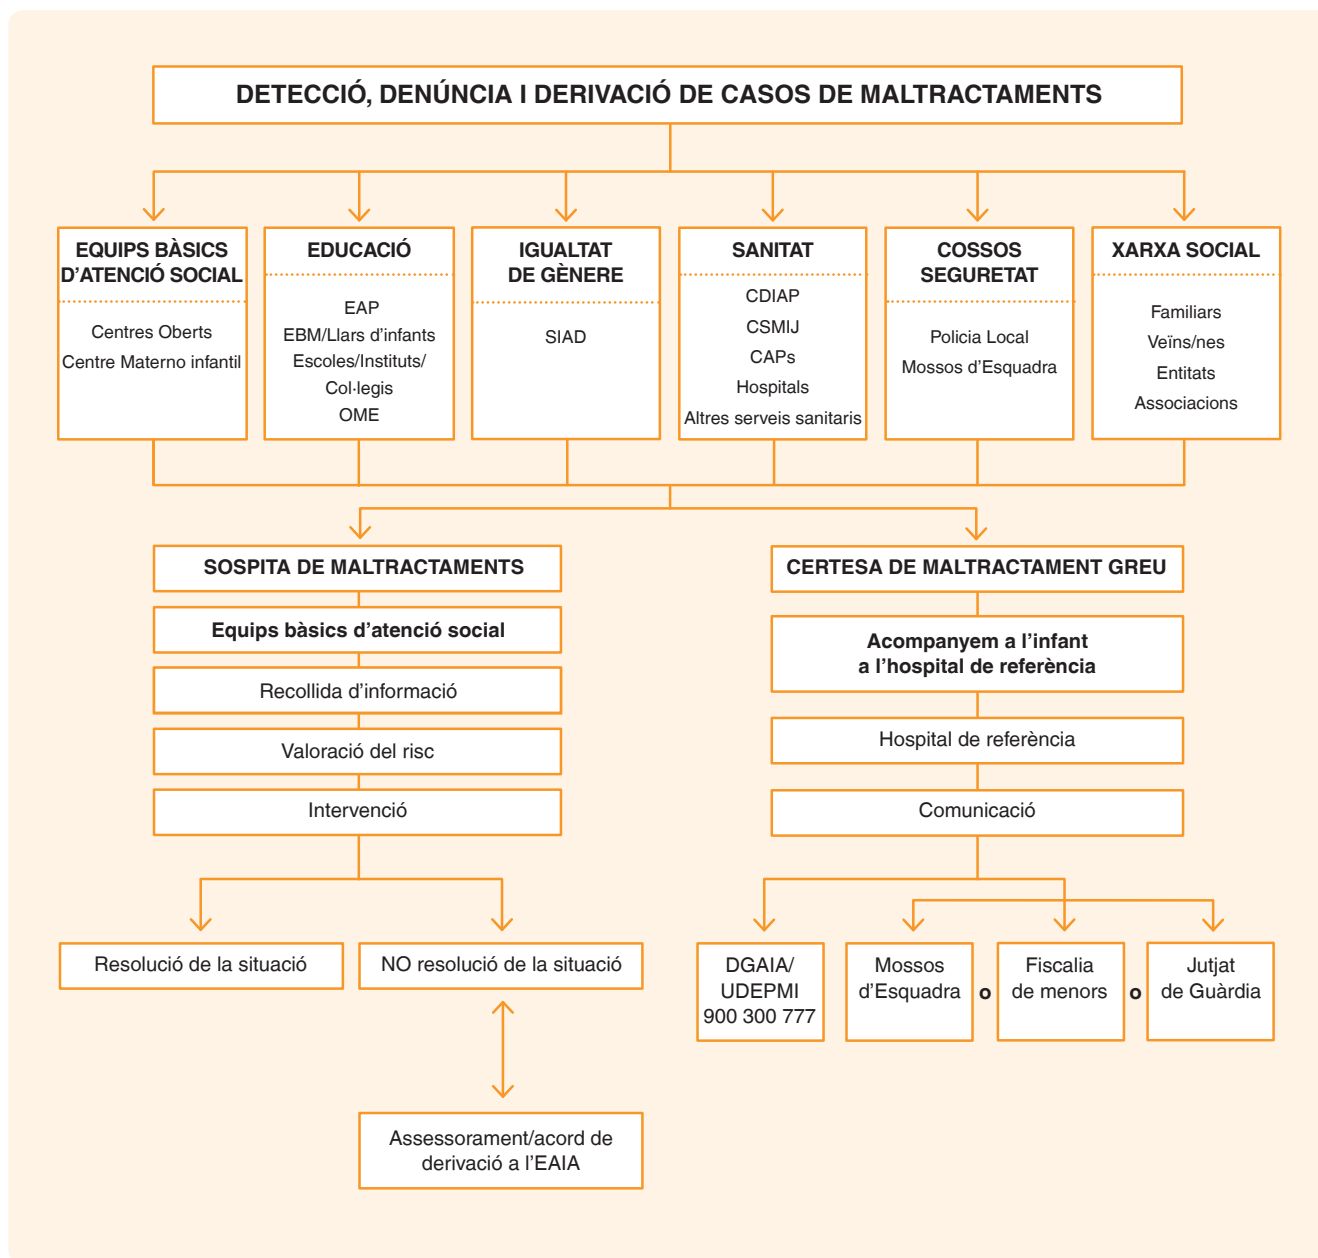 DETECCIÓ, DENÚNCIA I DERIVACIÓ DE CASOS DE MALTRACTAMENTS
EQUIPS BÀSICS
D’ATENCIÓ SOCIAL
Centres Oberts
Centre Materno infantil
EDUCACIÓ
EAP
EBM/Llars d’infants
Escoles/Instituts/
Col·legis
OME
IGUALTAT
DE GÈNERE
SIAD
SANITAT
CDIAP
CSMIJ
CAPs
Hospitals
Altres serveis sanitaris
COSSOS
SEGURETAT
Policia Local
Mossos d’Esquadra
XARXA SOCIAL
Familiars
Veïns/nes
Entitats
Associacions
SOSPITA DE MALTRACTAMENTS
Equips bàsics d’atenció social
Recollida d’informació
Valoració del risc
Intervenció
Resolució de la situació
NO resolució de la situació
Assessorament/acord de
derivació a l’EAIA
CERTESA DE MALTRACTAMENT GREU
Acompanyem a l’infant
a l’hospital de referència
Hospital de referència
Comunicació
DGAIA/
UDEPMI
900 300 777
Mossos
d’Esquadra
o
Fiscalia
de menors
o
Jutjat
de Guàrdia